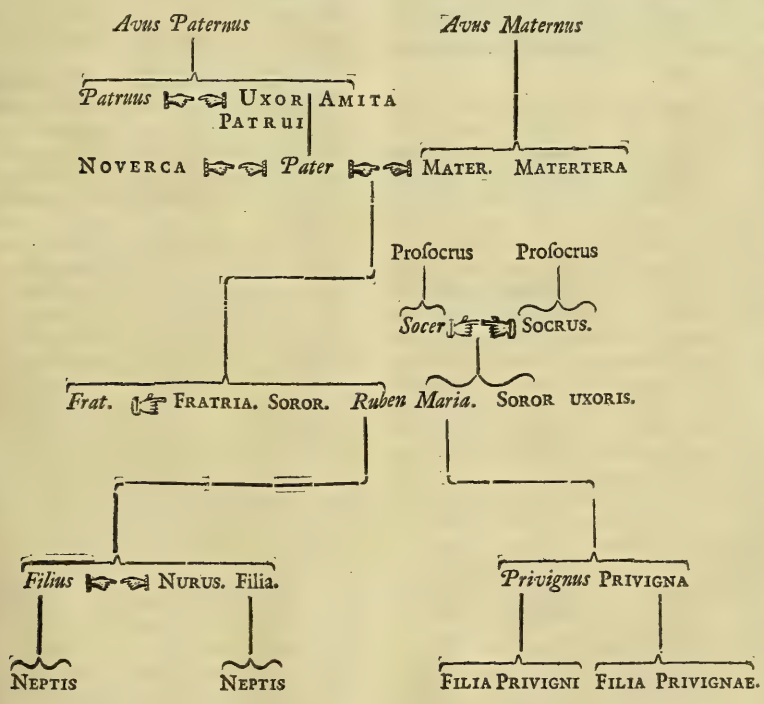 Avus Paternus Avus Maternus
Patruus UXOR AMITA
PATRUI
NOVERCA Pater MATER. MATERTERA
Proſocrus Proſocrus
Socer SOCRUS.
Frat. FRATRIA. SOROR. Ruben Maria. SOROR UXORIS.
Filius NURUS. Filia. Privignus PRIVIGNA
NEPTIS NEPTIS FILIA PRIVIGNI FILIA PRIVIGNAE.